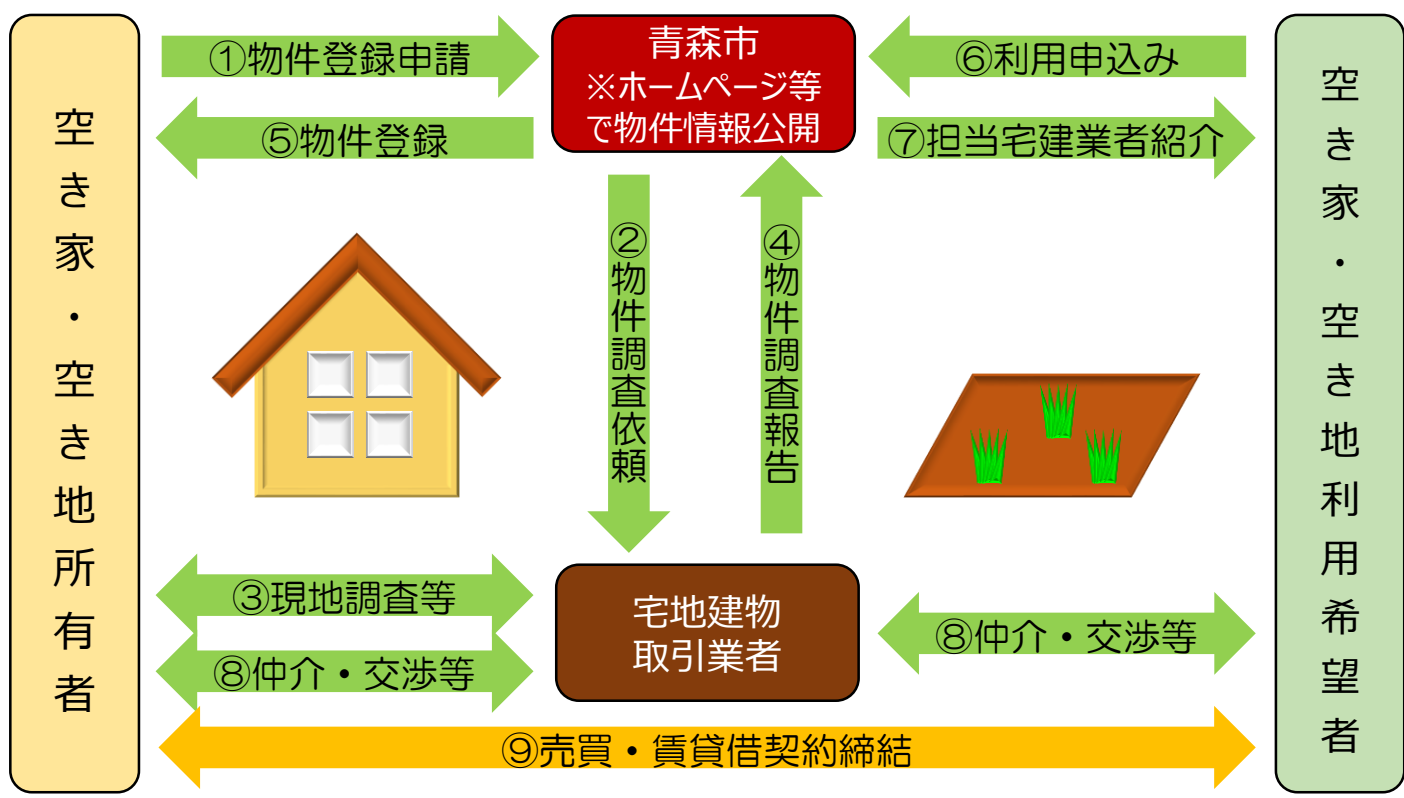 空き家・空き地所有者
①物件登録申請
⑤物件登録
青森市
※ホームページ等
で物件情報公開
⑥利用申込み
⑦担当宅建業者紹介
②物件調査依頼
④物件調査報告
③現地調査等
⑧仲介・交渉等
宅地建物
取引業者
⑧仲介・交渉等
⑨売買・賃貸借契約締結
空き家・空き地利用希望者